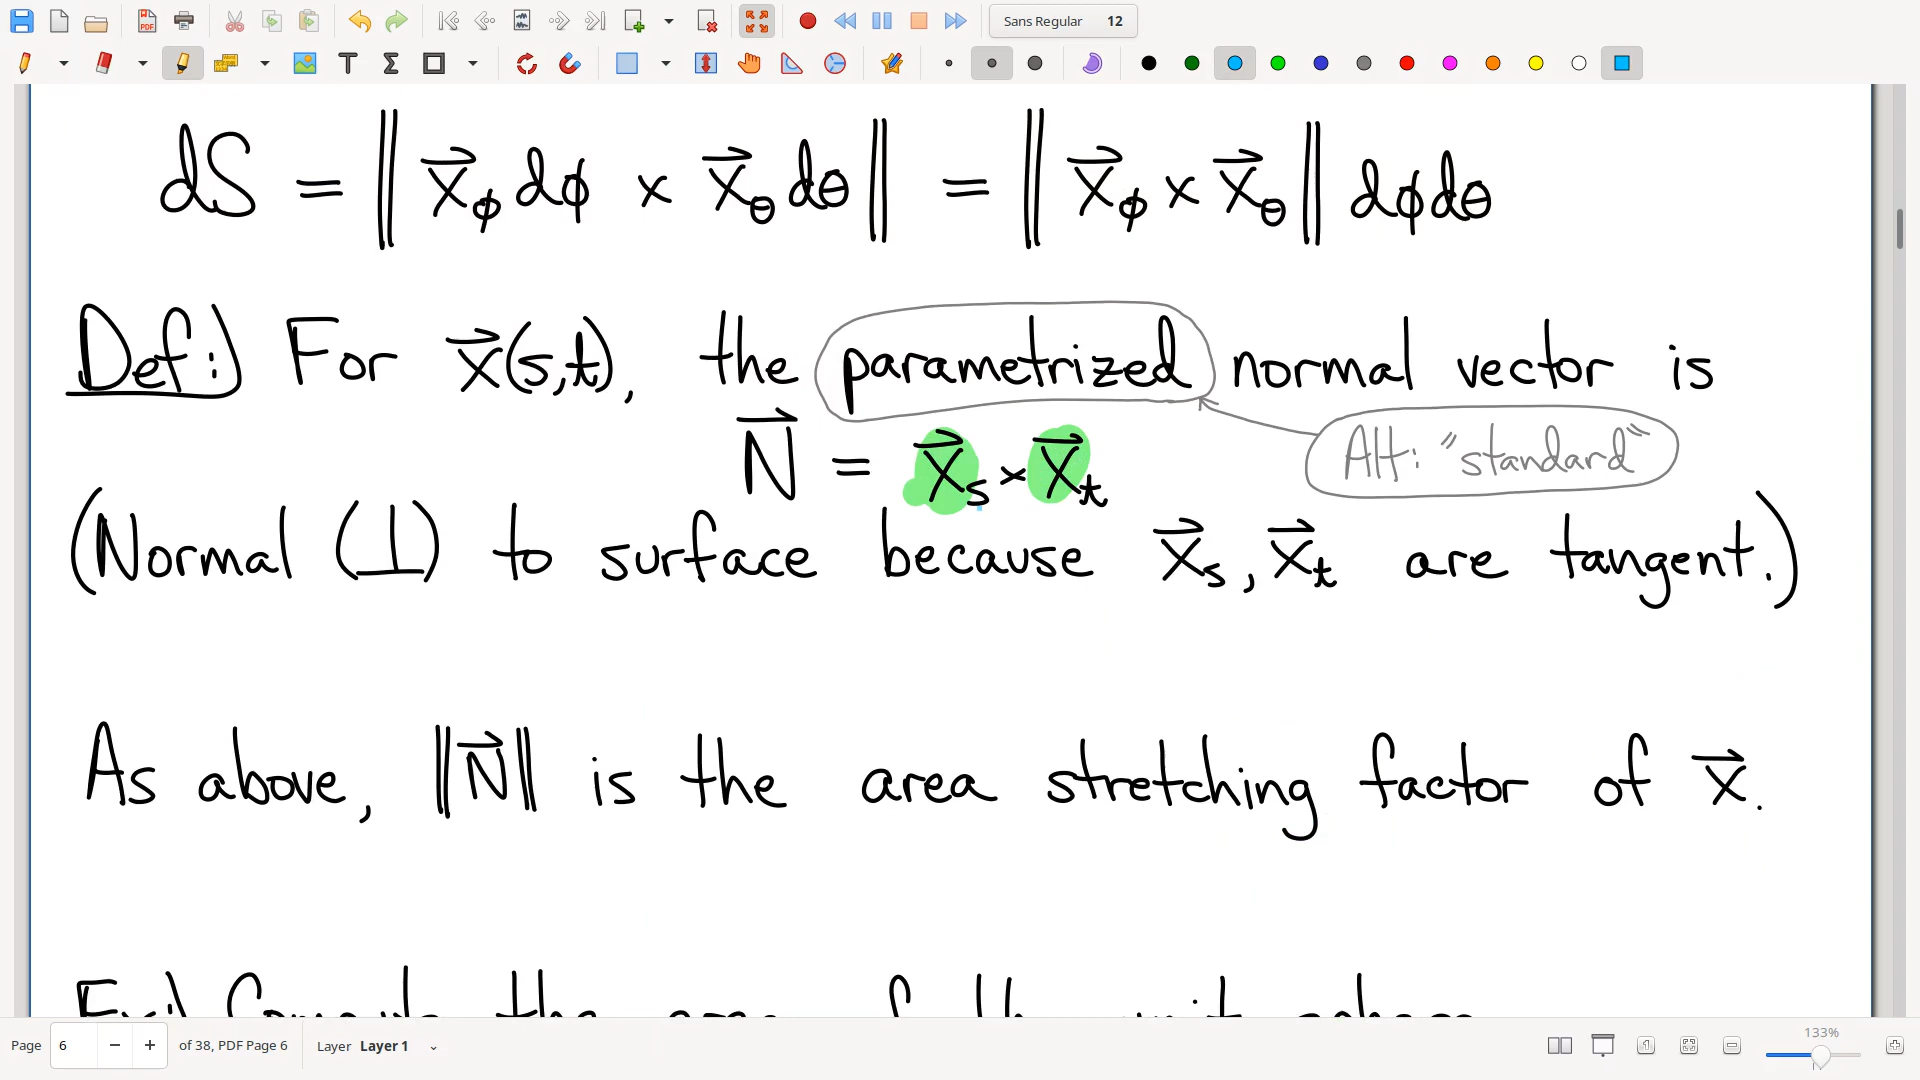 Sans Regular 12
dS = ‖ x⃗_ϕ dϕ × x⃗_θ dθ ‖ = ‖ x⃗_ϕ × x⃗_θ ‖ dϕdθ
Def: For x⃗(s,t), the parametrized normal vector is
N⃗ = x⃗_s × x⃗_t
Alt: "standard"
(Normal (⊥) to surface because x⃗_s, x⃗_t are tangent.)
As above, ‖N⃗‖ is the area stretching factor of x⃗.
Page 6 of 38, PDF Page 6 Layer Layer 1 133%